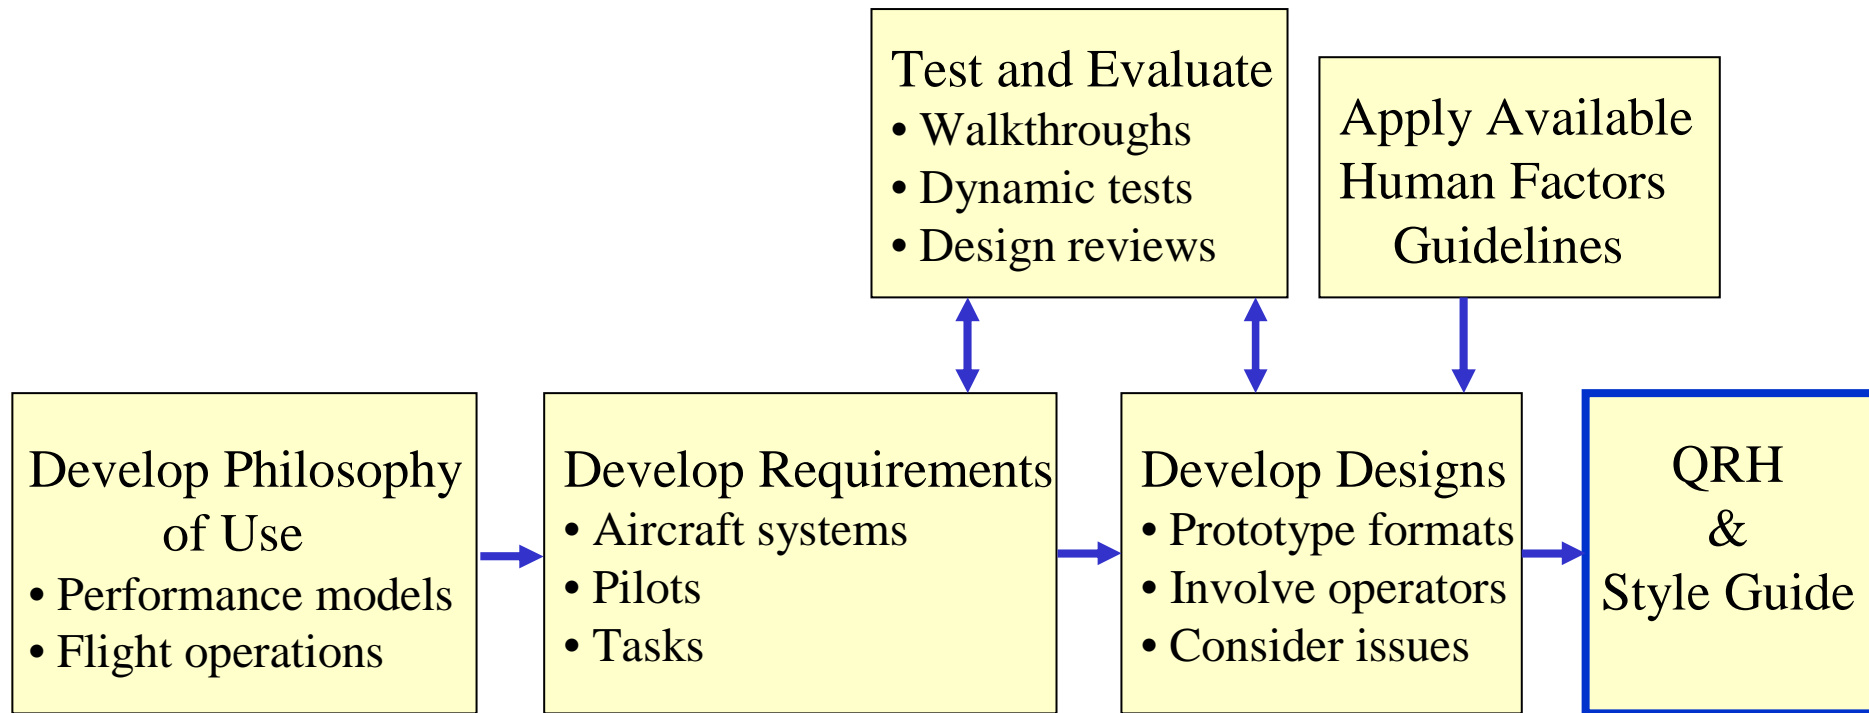 Test and Evaluate
• Walkthroughs
• Dynamic tests
• Design reviews
Apply Available
Human Factors
Guidelines
Develop Philosophy
of Use
• Performance models
• Flight operations
Develop Requirements
• Aircraft systems
• Pilots
• Tasks
Develop Designs
• Prototype formats
• Involve operators
• Consider issues
QRH
&
Style Guide